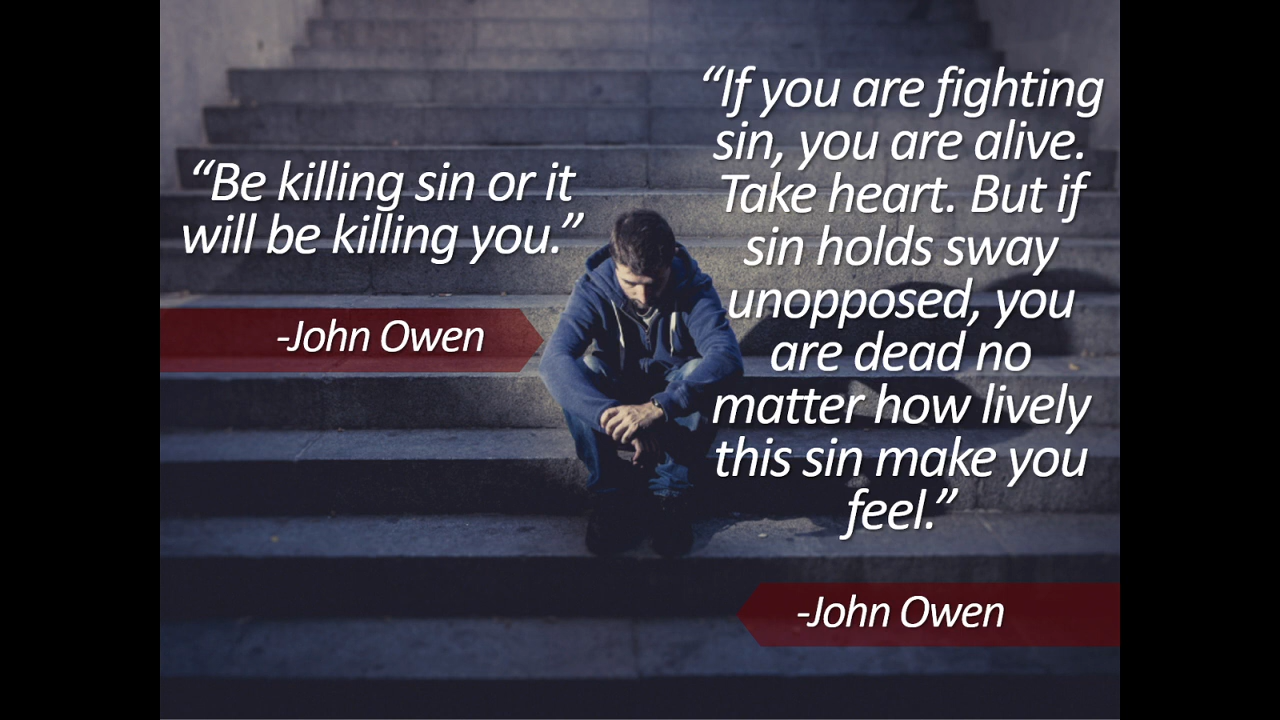 “Be killing sin or it
will be killing you.”
-John Owen
“If you are fighting
sin, you are alive.
Take heart. But if
sin holds sway
unopposed, you
are dead no
matter how lively
this sin make you
feel.”
-John Owen